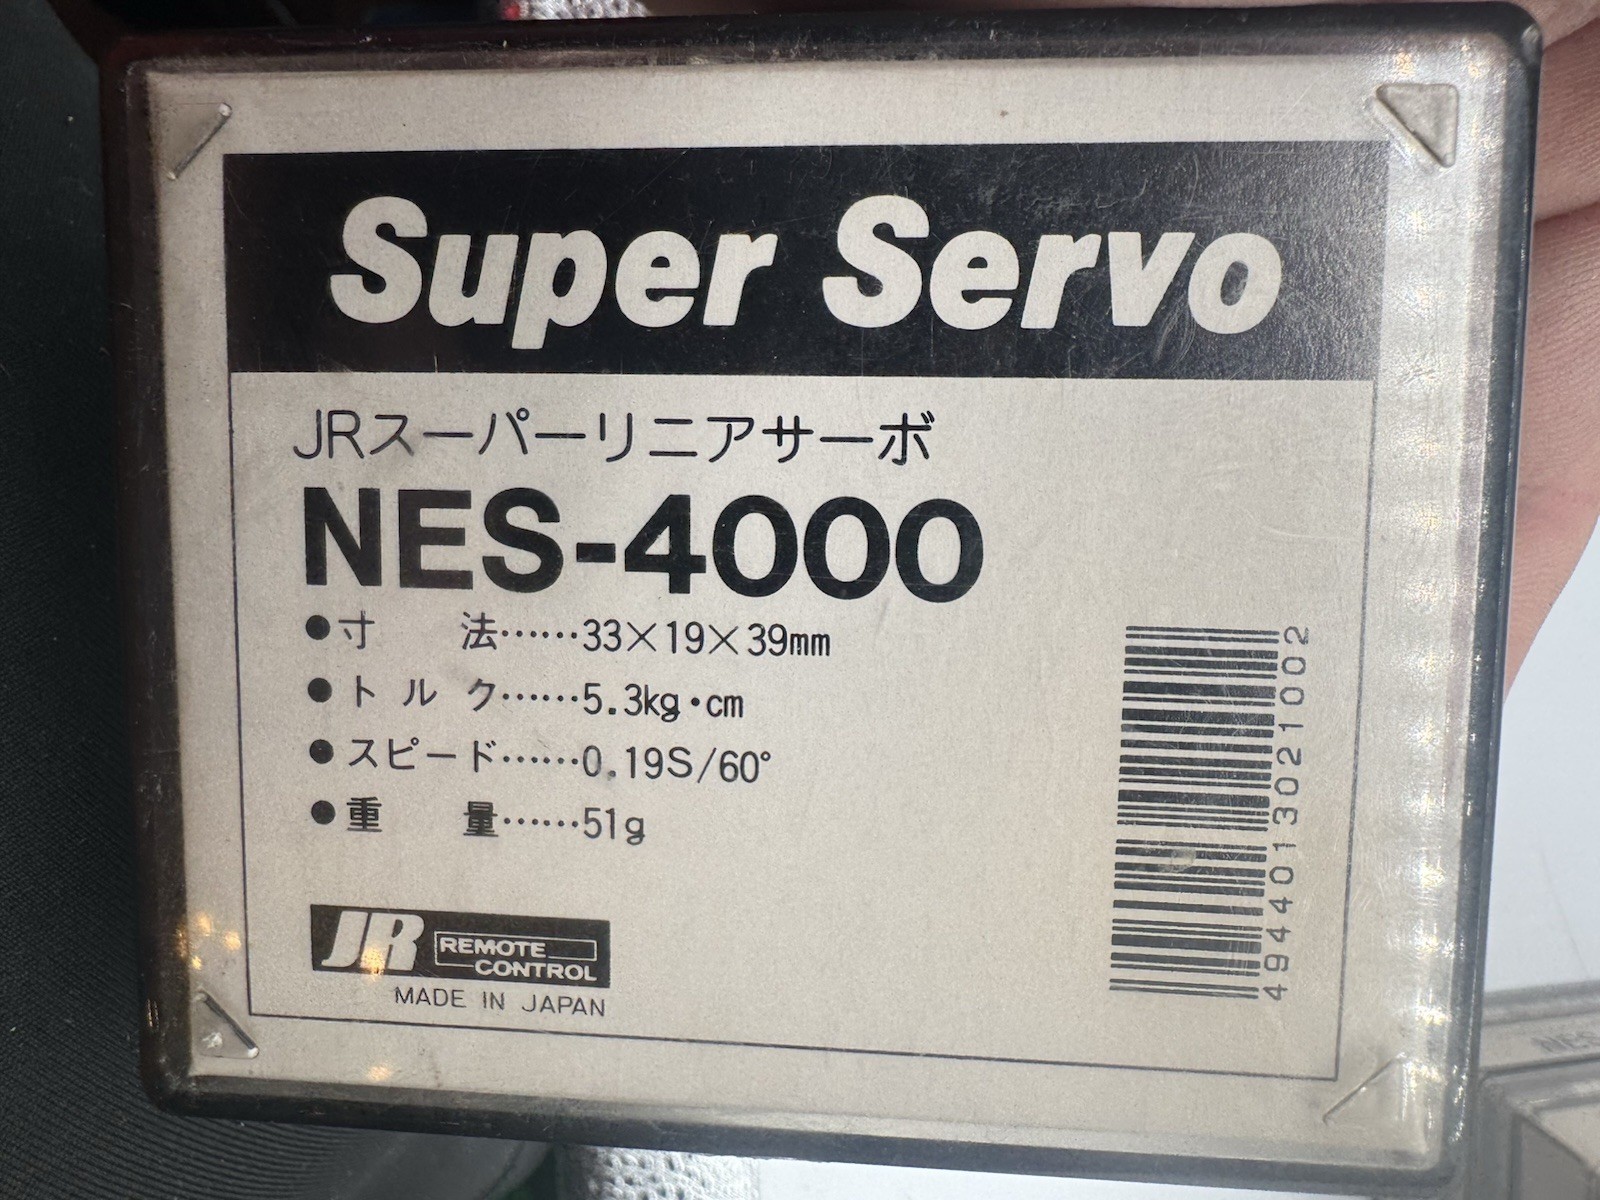 Super Servo
JRスーパーリニアサーボ
NES-4000
●寸　法……33×19×39mm
●トルク……5.3kg・cm
●スピード……0.19S/60°
●重　量……51g
JR REMOTE CONTROL
MADE IN JAPAN
4944013021002
NES